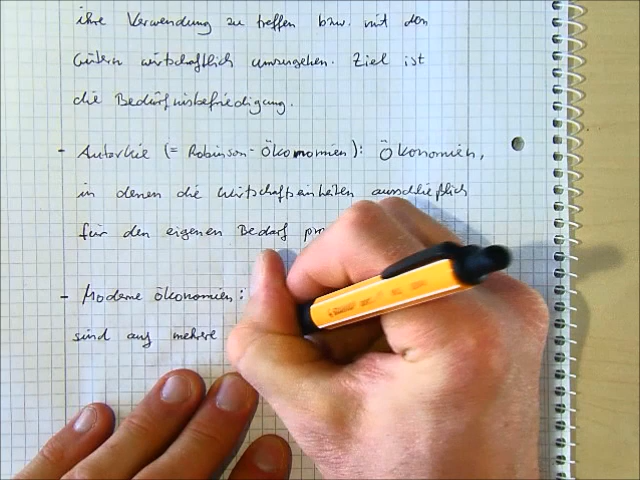 ihre Verwendung zu treffen bzw. mit den
Gütern wirtschaftlich umzugehen. Ziel ist
die Bedürfnisbefriedigung.
- Autarkie (= Robinson-Ökonomien): Ökonomien,
in denen die Wirtschaftseinheiten ausschließlich
für den eigenen Bedarf pro
- Moderne Ökonomien:
sind auf mehrere